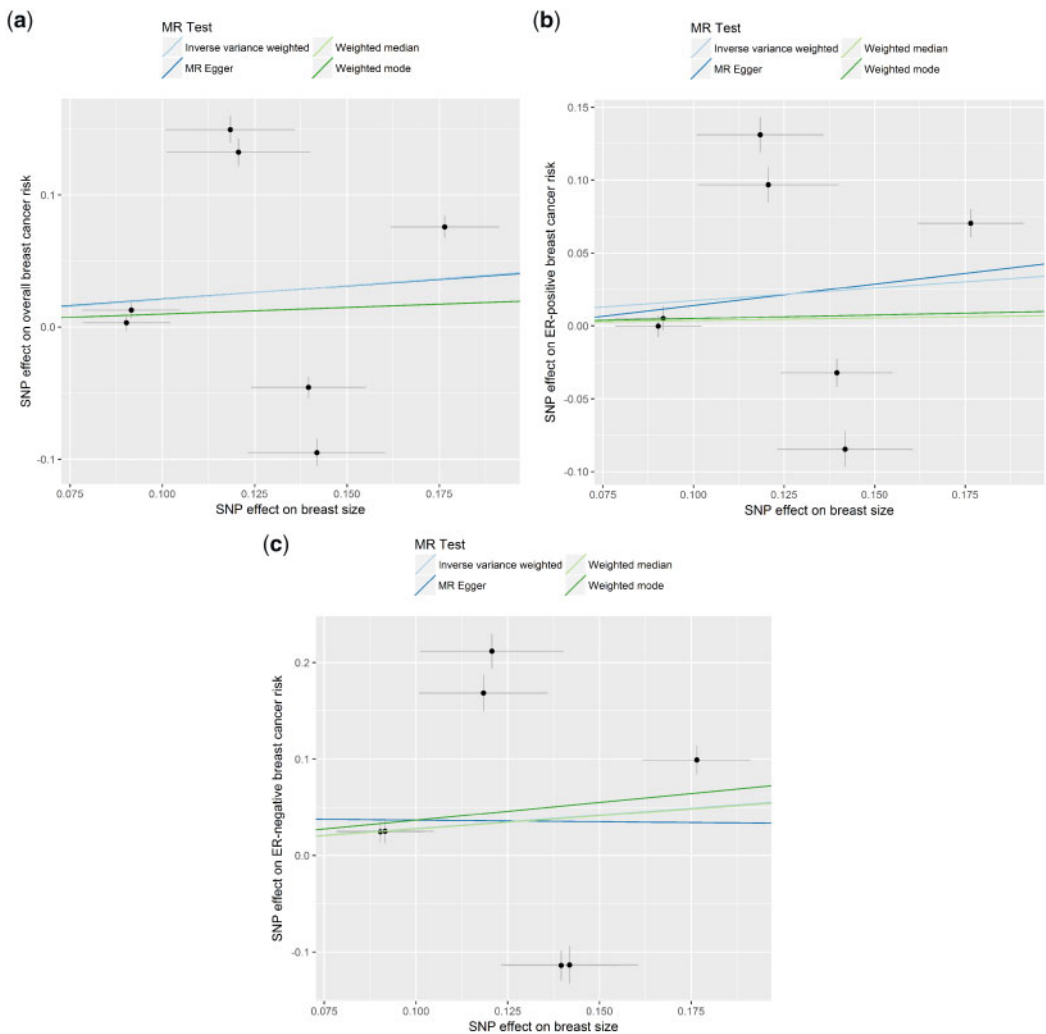 (a)
MR Test
Inverse variance weighted
Weighted median
MR Egger
Weighted mode
SNP effect on overall breast cancer risk
0.1
0.0
-0.1
0.075
0.100
0.125
0.150
0.175
SNP effect on breast size
(b)
MR Test
Inverse variance weighted
Weighted median
MR Egger
Weighted mode
SNP effect on ER-positive breast cancer risk
0.15
0.10
0.05
0.00
-0.05
-0.10
0.075
0.100
0.125
0.150
0.175
SNP effect on breast size
(c)
MR Test
Inverse variance weighted
Weighted median
MR Egger
Weighted mode
SNP effect on ER-negative breast cancer risk
0.2
0.1
0.0
-0.1
0.075
0.100
0.125
0.150
0.175
SNP effect on breast size